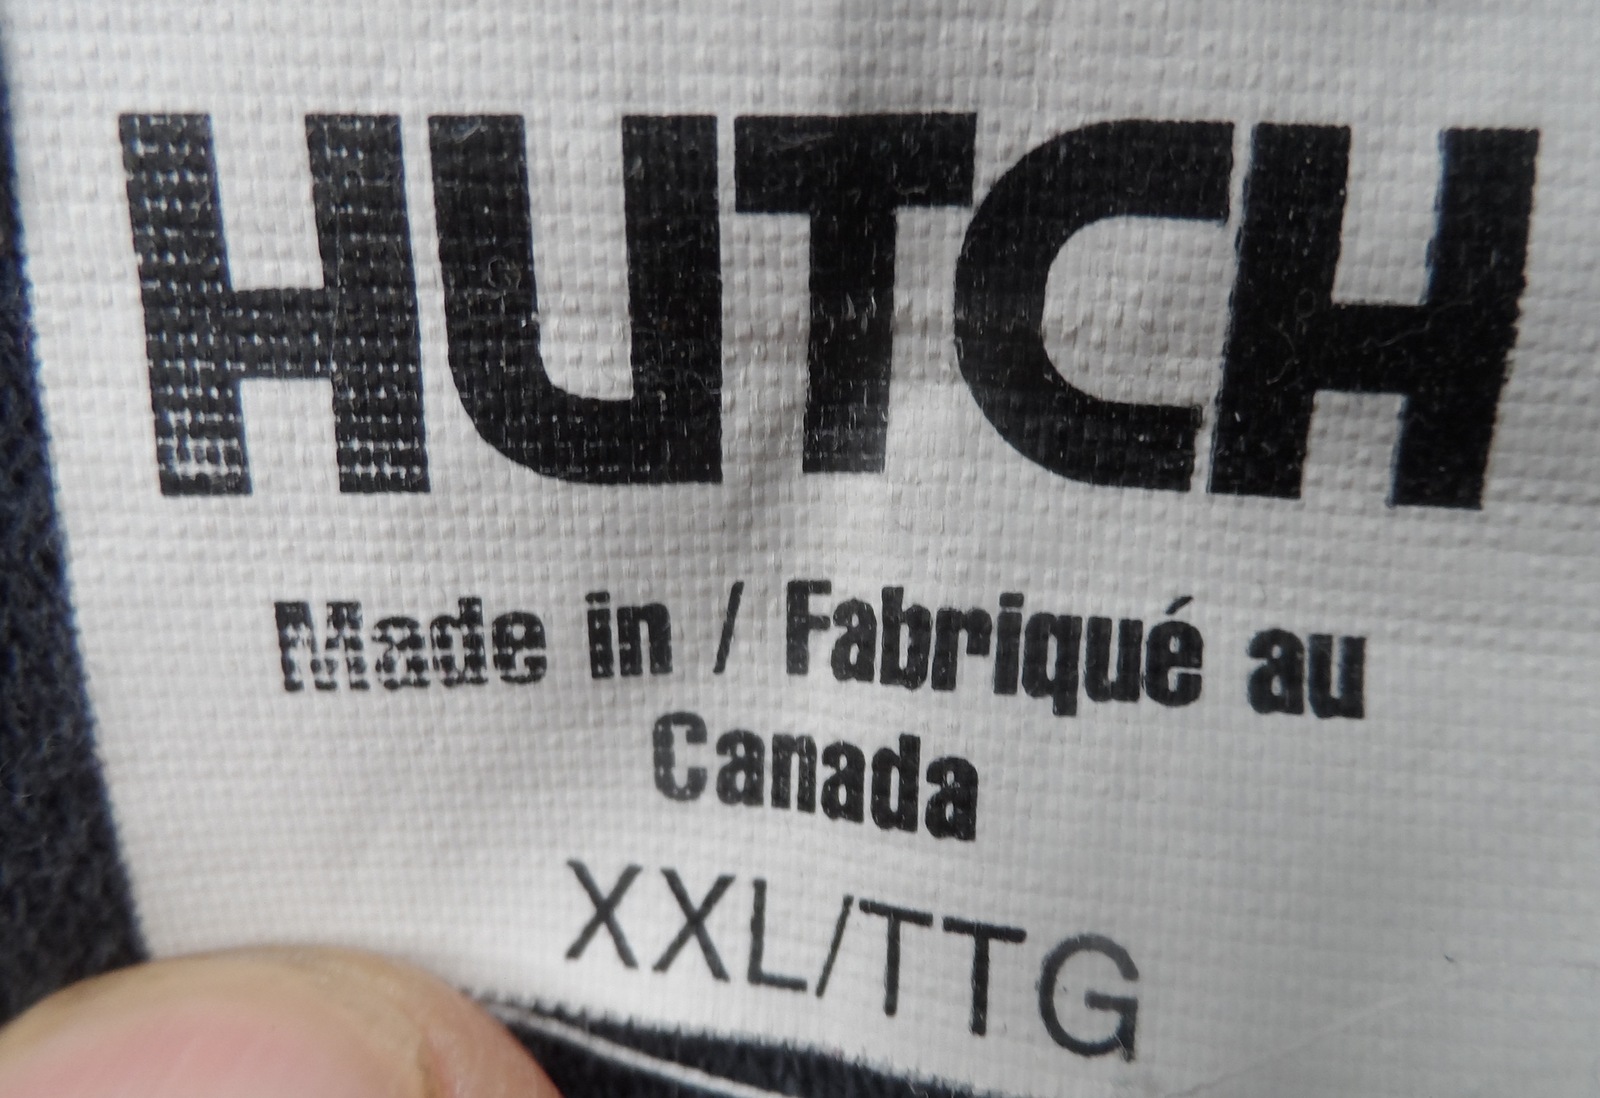 HUTCH
Made in / Fabriqué au
Canada
XXL/TTG